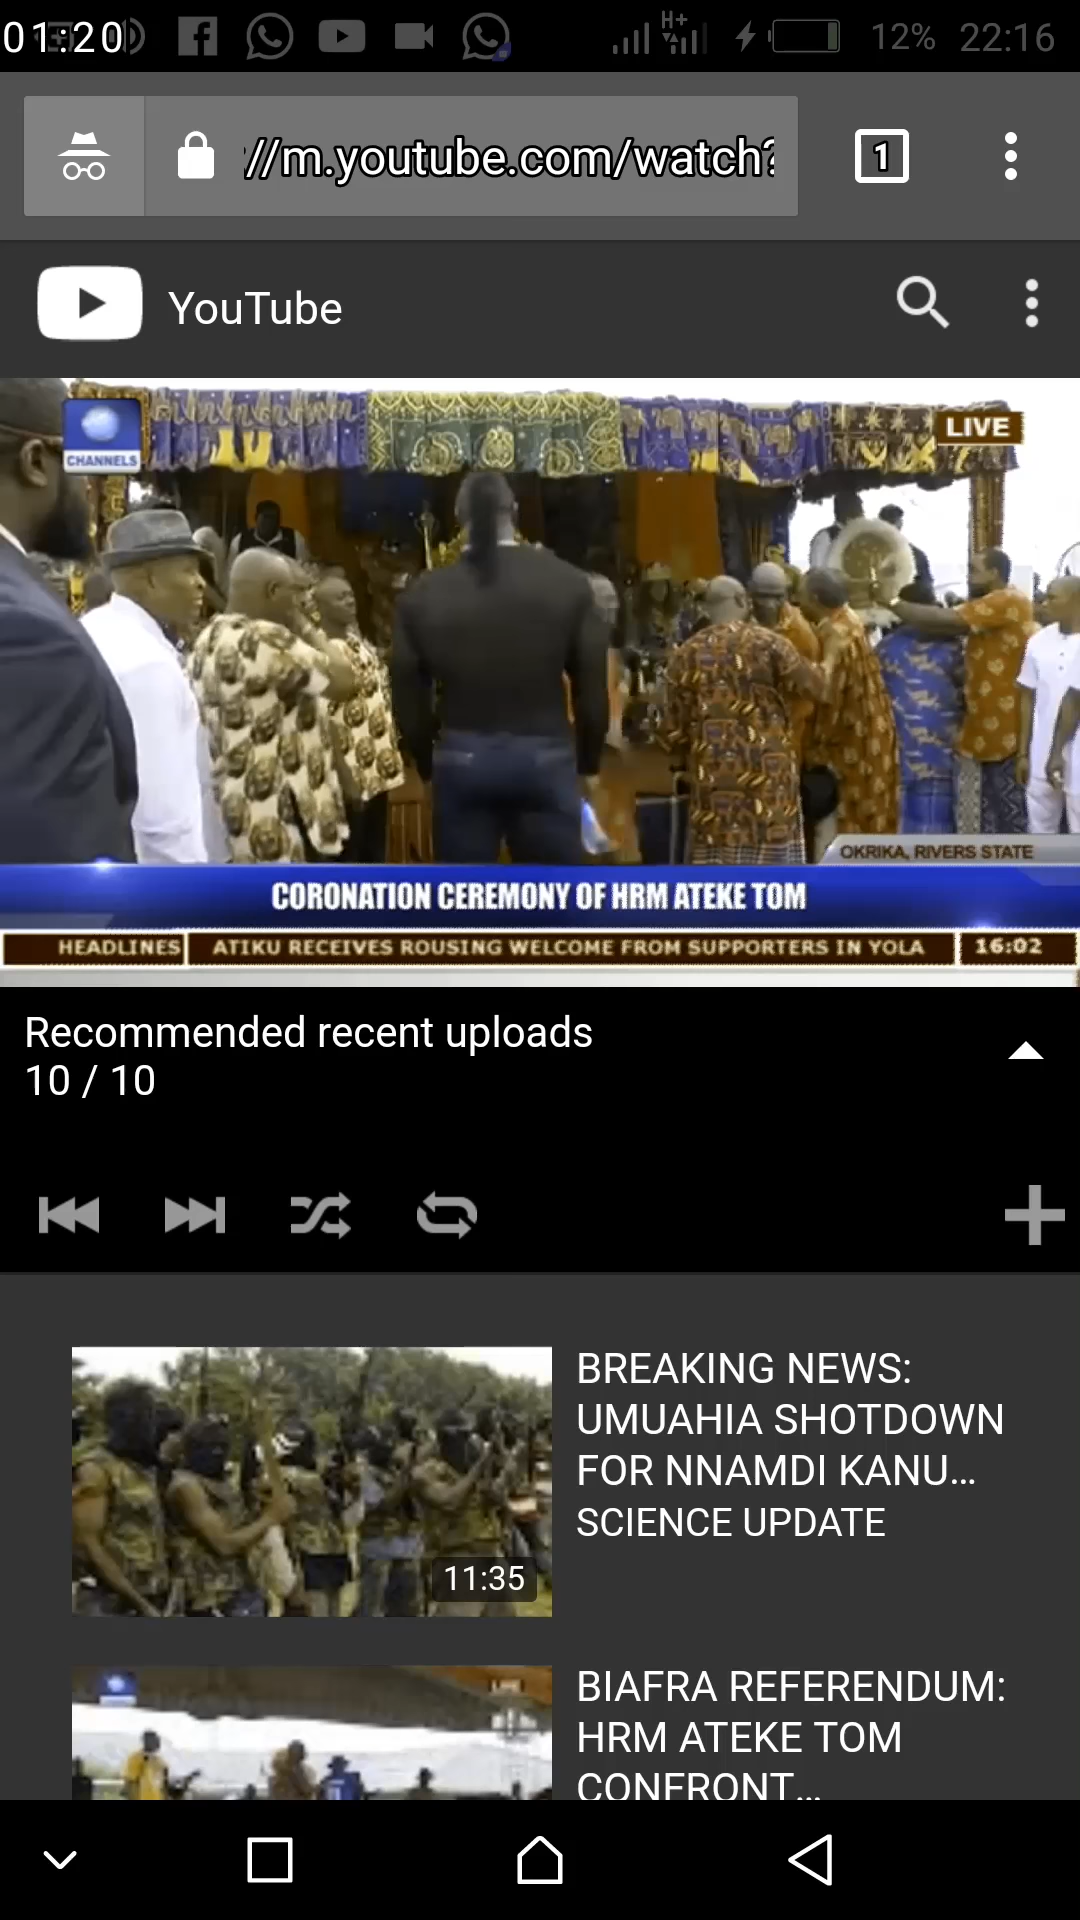 01:20
H+
12%
22:16
://m.youtube.com/watch?
1
YouTube
CHANNELS
LIVE
OKRIKA, RIVERS STATE
CORONATION CEREMONY OF HRM ATEKE TOM
HEADLINES
ATIKU RECEIVES ROUSING WELCOME FROM SUPPORTERS IN YOLA
16:02
Recommended recent uploads
10 / 10
11:35
BREAKING NEWS:
UMUAHIA SHOTDOWN
FOR NNAMDI KANU...
SCIENCE UPDATE
LIVE
BIAFRA REFERENDUM:
HRM ATEKE TOM
CONFRONT...